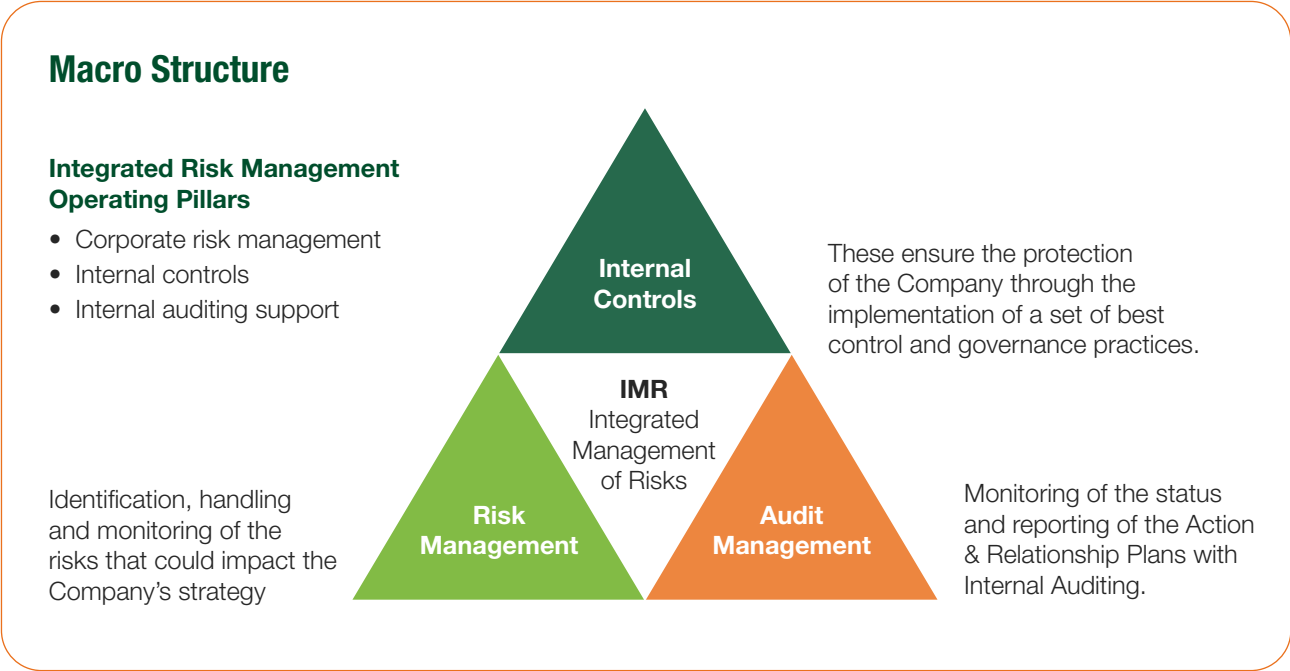 Macro Structure
Integrated Risk Management
Operating Pillars
• Corporate risk management
• Internal controls
• Internal auditing support
Internal
Controls
These ensure the protection
of the Company through the
implementation of a set of best
control and governance practices.
IMR
Integrated
Management
of Risks
Identification, handling
and monitoring of the
risks that could impact the
Company’s strategy
Risk
Management
Audit
Management
Monitoring of the status
and reporting of the Action
& Relationship Plans with
Internal Auditing.